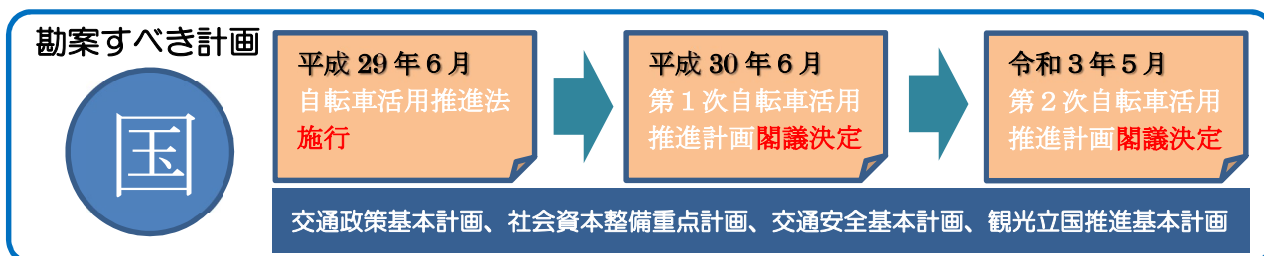 勘案すべき計画
国
平成 29 年６月
自転車活用推進法
施行
平成 30 年６月
第１次自転車活用
推進計画閣議決定
令和３年５月
第２次自転車活用
推進計画閣議決定
交通政策基本計画、社会資本整備重点計画、交通安全基本計画、観光立国推進基本計画